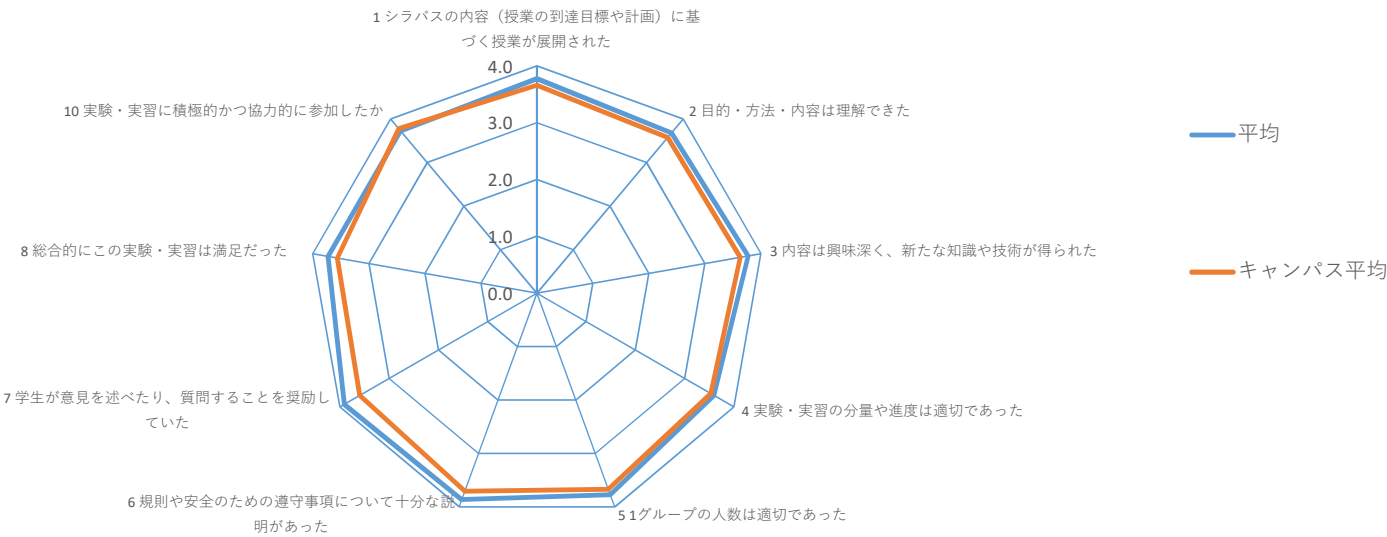 1 シラバスの内容（授業の到達目標や計画）に基
づく授業が展開された
4.0
3.0
2.0
1.0
0.0
2 目的・方法・内容は理解できた
3 内容は興味深く、新たな知識や技術が得られた
4 実験・実習の分量や進度は適切であった
5 1グループの人数は適切であった
6 規則や安全のための遵守事項について十分な説
明があった
7 学生が意見を述べたり、質問することを奨励し
ていた
8 総合的にこの実験・実習は満足だった
10 実験・実習に積極的かつ協力的に参加したか
平均
キャンパス平均